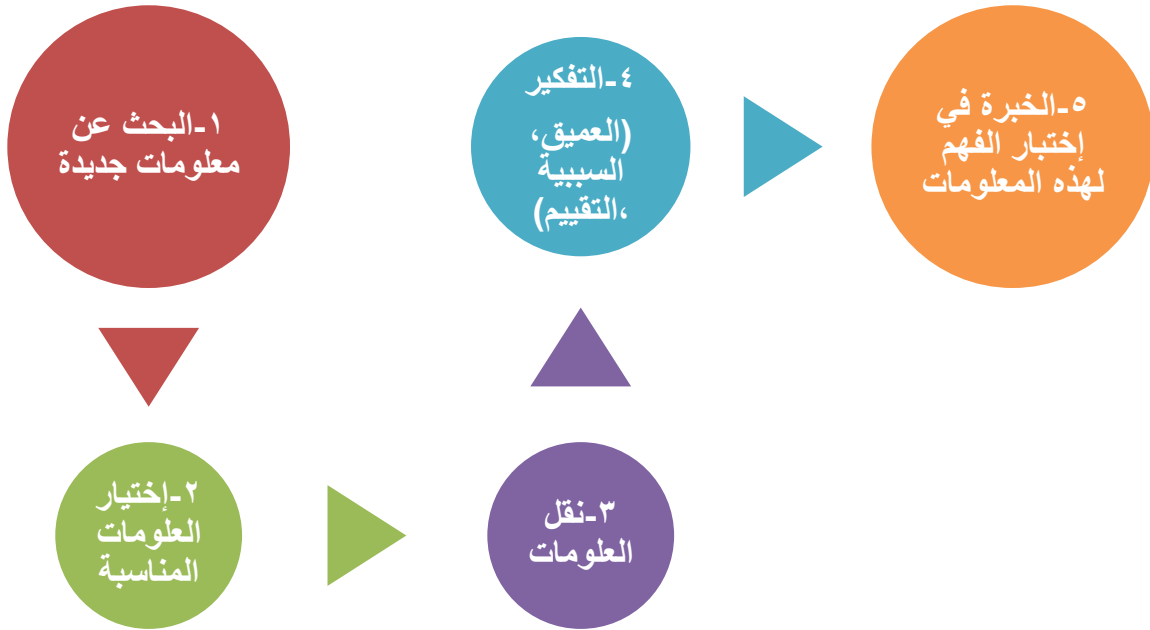 ١-البحث عن
معلومات جديدة
٢-إختيار
العلومات
المناسبة
٣-نقل
العلومات
٤-التفكير
(العميق،
السببية
،التقييم)
٥-الخبرة في
إختبار الفهم
لهذه المعلومات